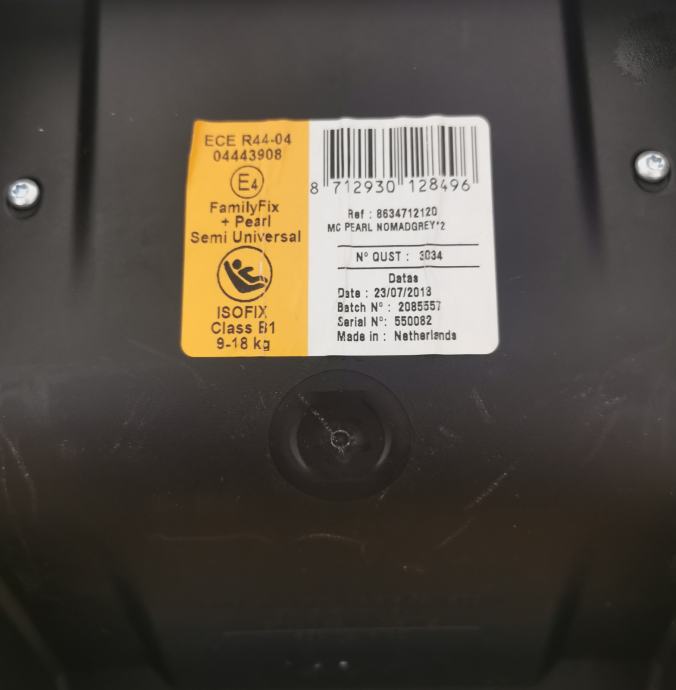 ECE R44-04
04443908
E4
FamilyFix
+ Pearl
Semi Universal
ISOFIX
Class B1
9-18 kg
8 712930 128496
Ref : 8634712120
MC PEARL NOMADGREY*2
N° QUST : 3034
Datas
Date : 23/07/2013
Batch N° : 2085557
Serial N°: 550082
Made in : Netherlands